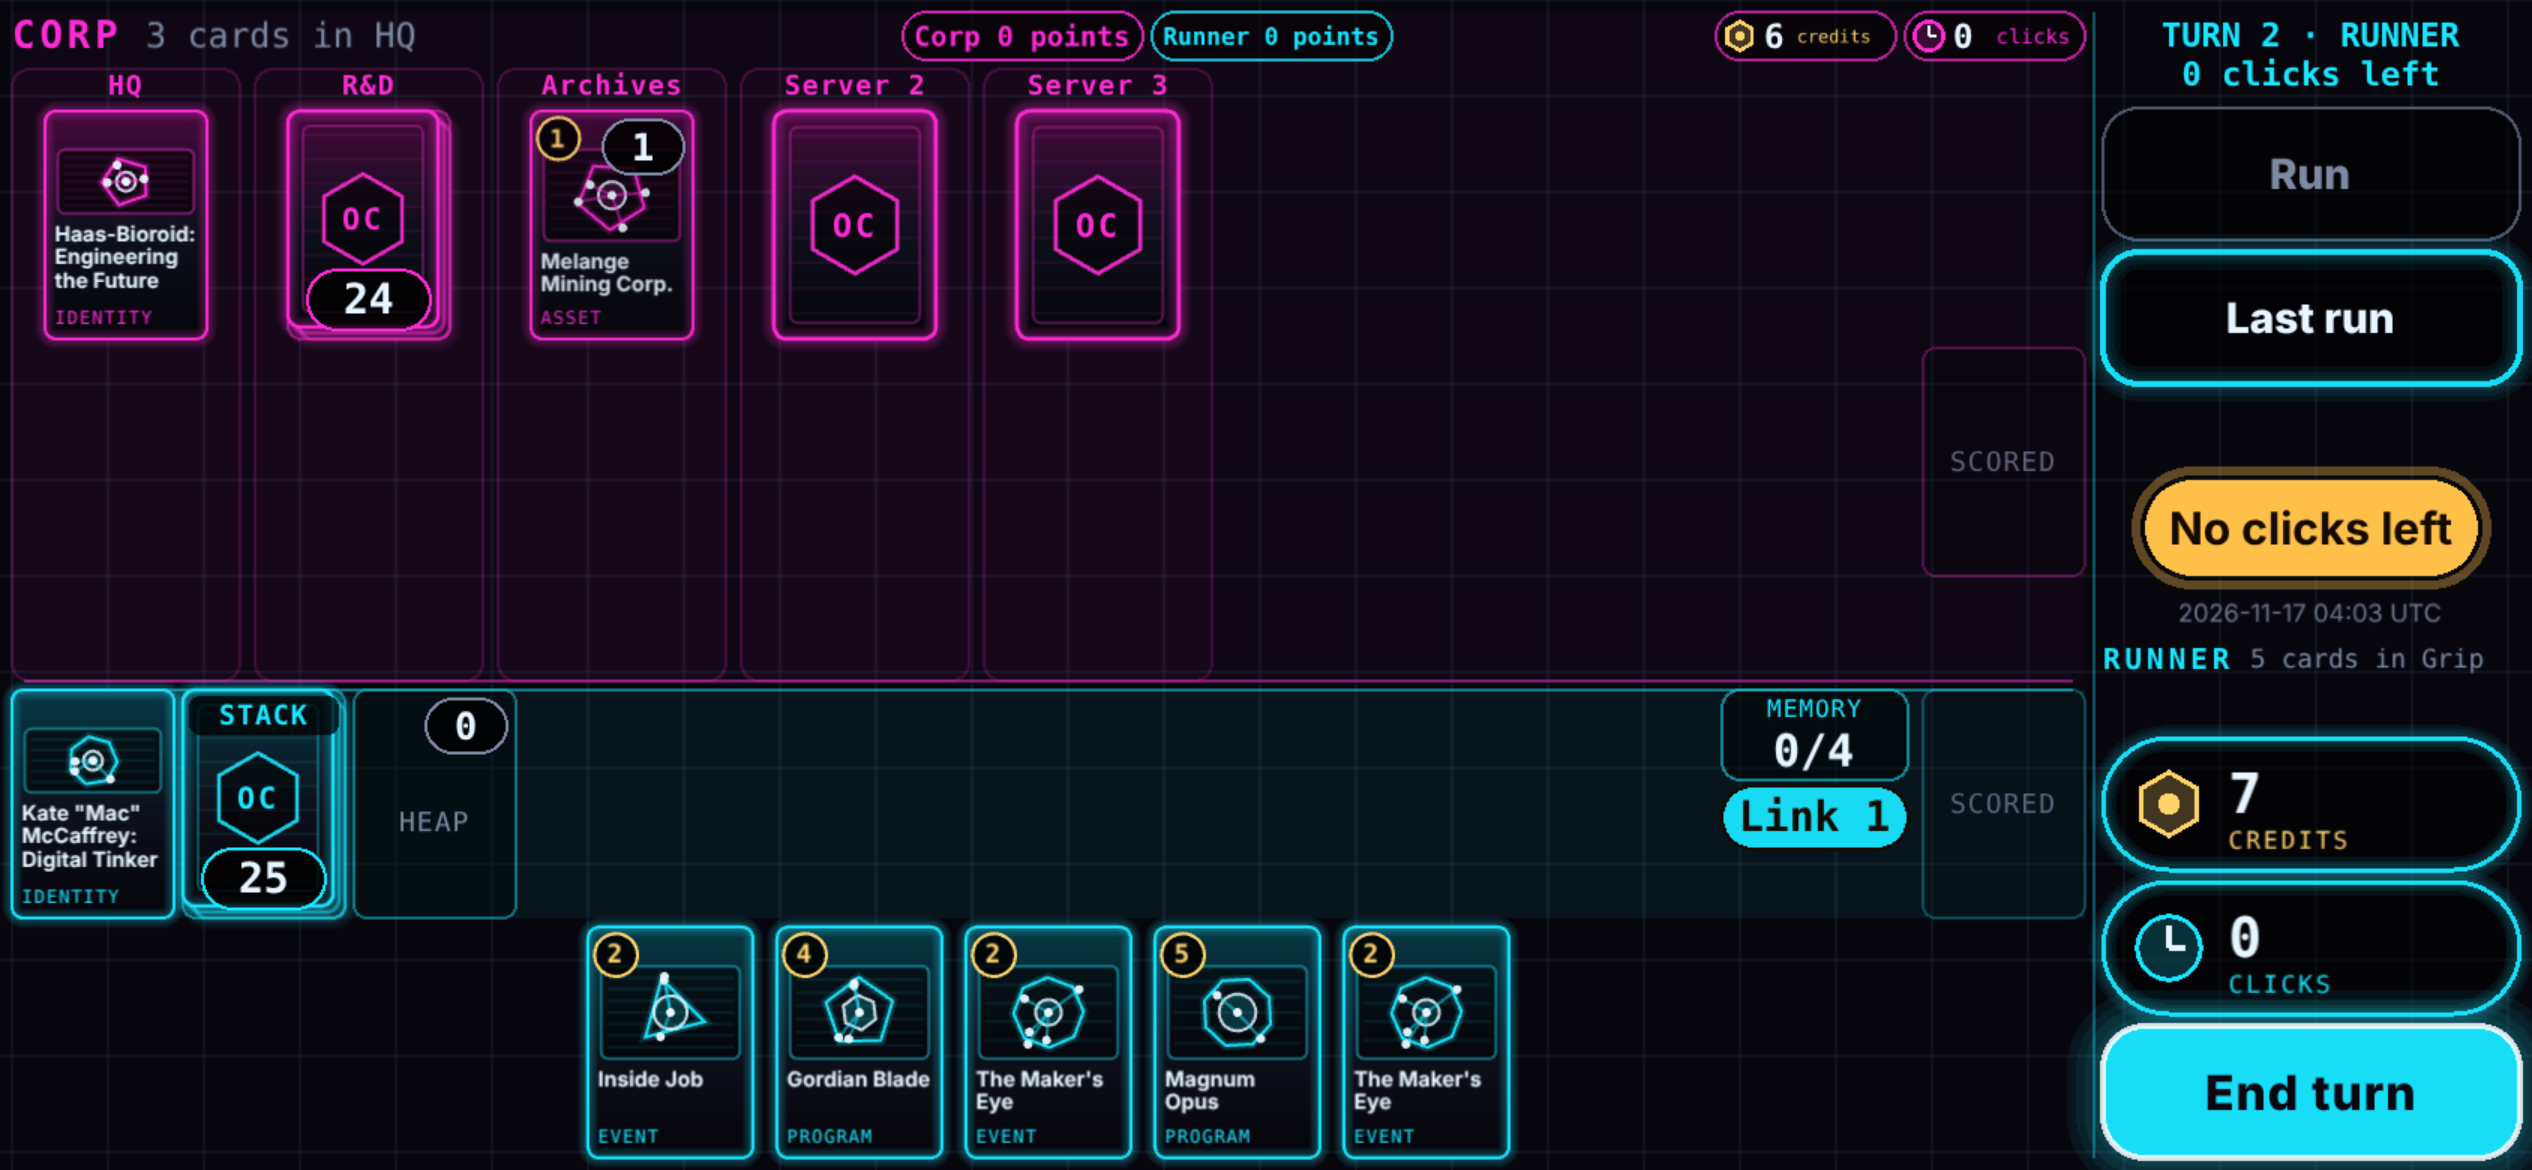 CORP 3 cards in HQ
Corp 0 points
Runner 0 points
6 credits
0 clicks
TURN 2 · RUNNER
0 clicks left
HQ
R&D
Archives
Server 2
Server 3
Haas-Bioroid:
Engineering
the Future
IDENTITY
OC
24
1
1
Melange
Mining Corp.
ASSET
OC
OC
SCORED
Run
Last run
No clicks left
2026-11-17 04:03 UTC
RUNNER 5 cards in Grip
Kate "Mac"
McCaffrey:
Digital Tinker
IDENTITY
STACK
OC
25
0
HEAP
MEMORY
0/4
Link 1
SCORED
7
CREDITS
0
CLICKS
2
Inside Job
EVENT
4
Gordian Blade
PROGRAM
2
The Maker's
Eye
EVENT
5
Magnum
Opus
PROGRAM
2
The Maker's
Eye
EVENT
End turn